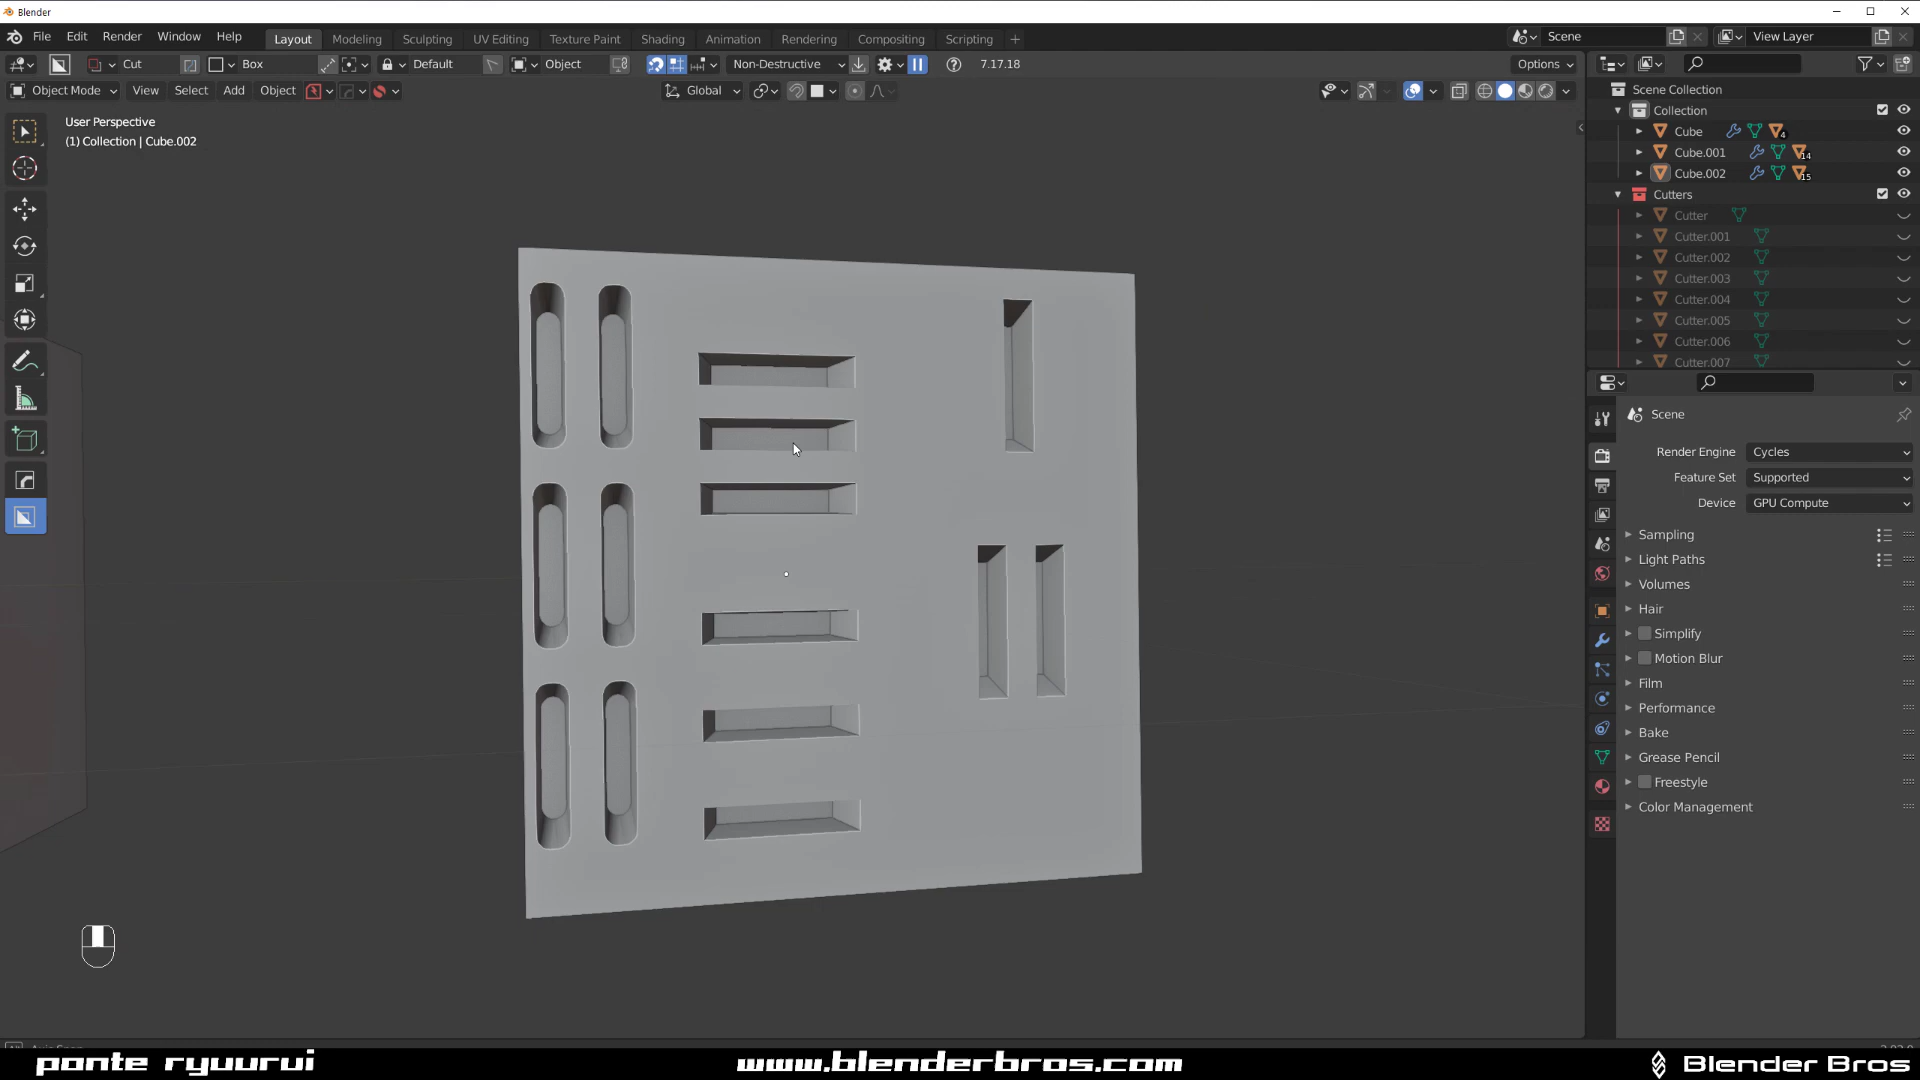 Blender
File Edit Render Window Help Layout Modeling Sculpting UV Editing Texture Paint Shading Animation Rendering Compositing Scripting + Scene View Layer
Cut Box Default Object Non-Destructive 7.17.18 Options
Object Mode View Select Add Object Global
User Perspective
(1) Collection | Cube.002
Scene Collection
Collection
Cube 4
Cube.001 14
Cube.002 15
Cutters
Cutter
Cutter.001
Cutter.002
Cutter.003
Cutter.004
Cutter.005
Cutter.006
Cutter.007
Scene
Render Engine Cycles
Feature Set Supported
Device GPU Compute
Sampling
Light Paths
Volumes
Hair
Simplify
Motion Blur
Film
Performance
Bake
Grease Pencil
Freestyle
Color Management
ponte ryuurui www.blenderbros.com Blender Bros